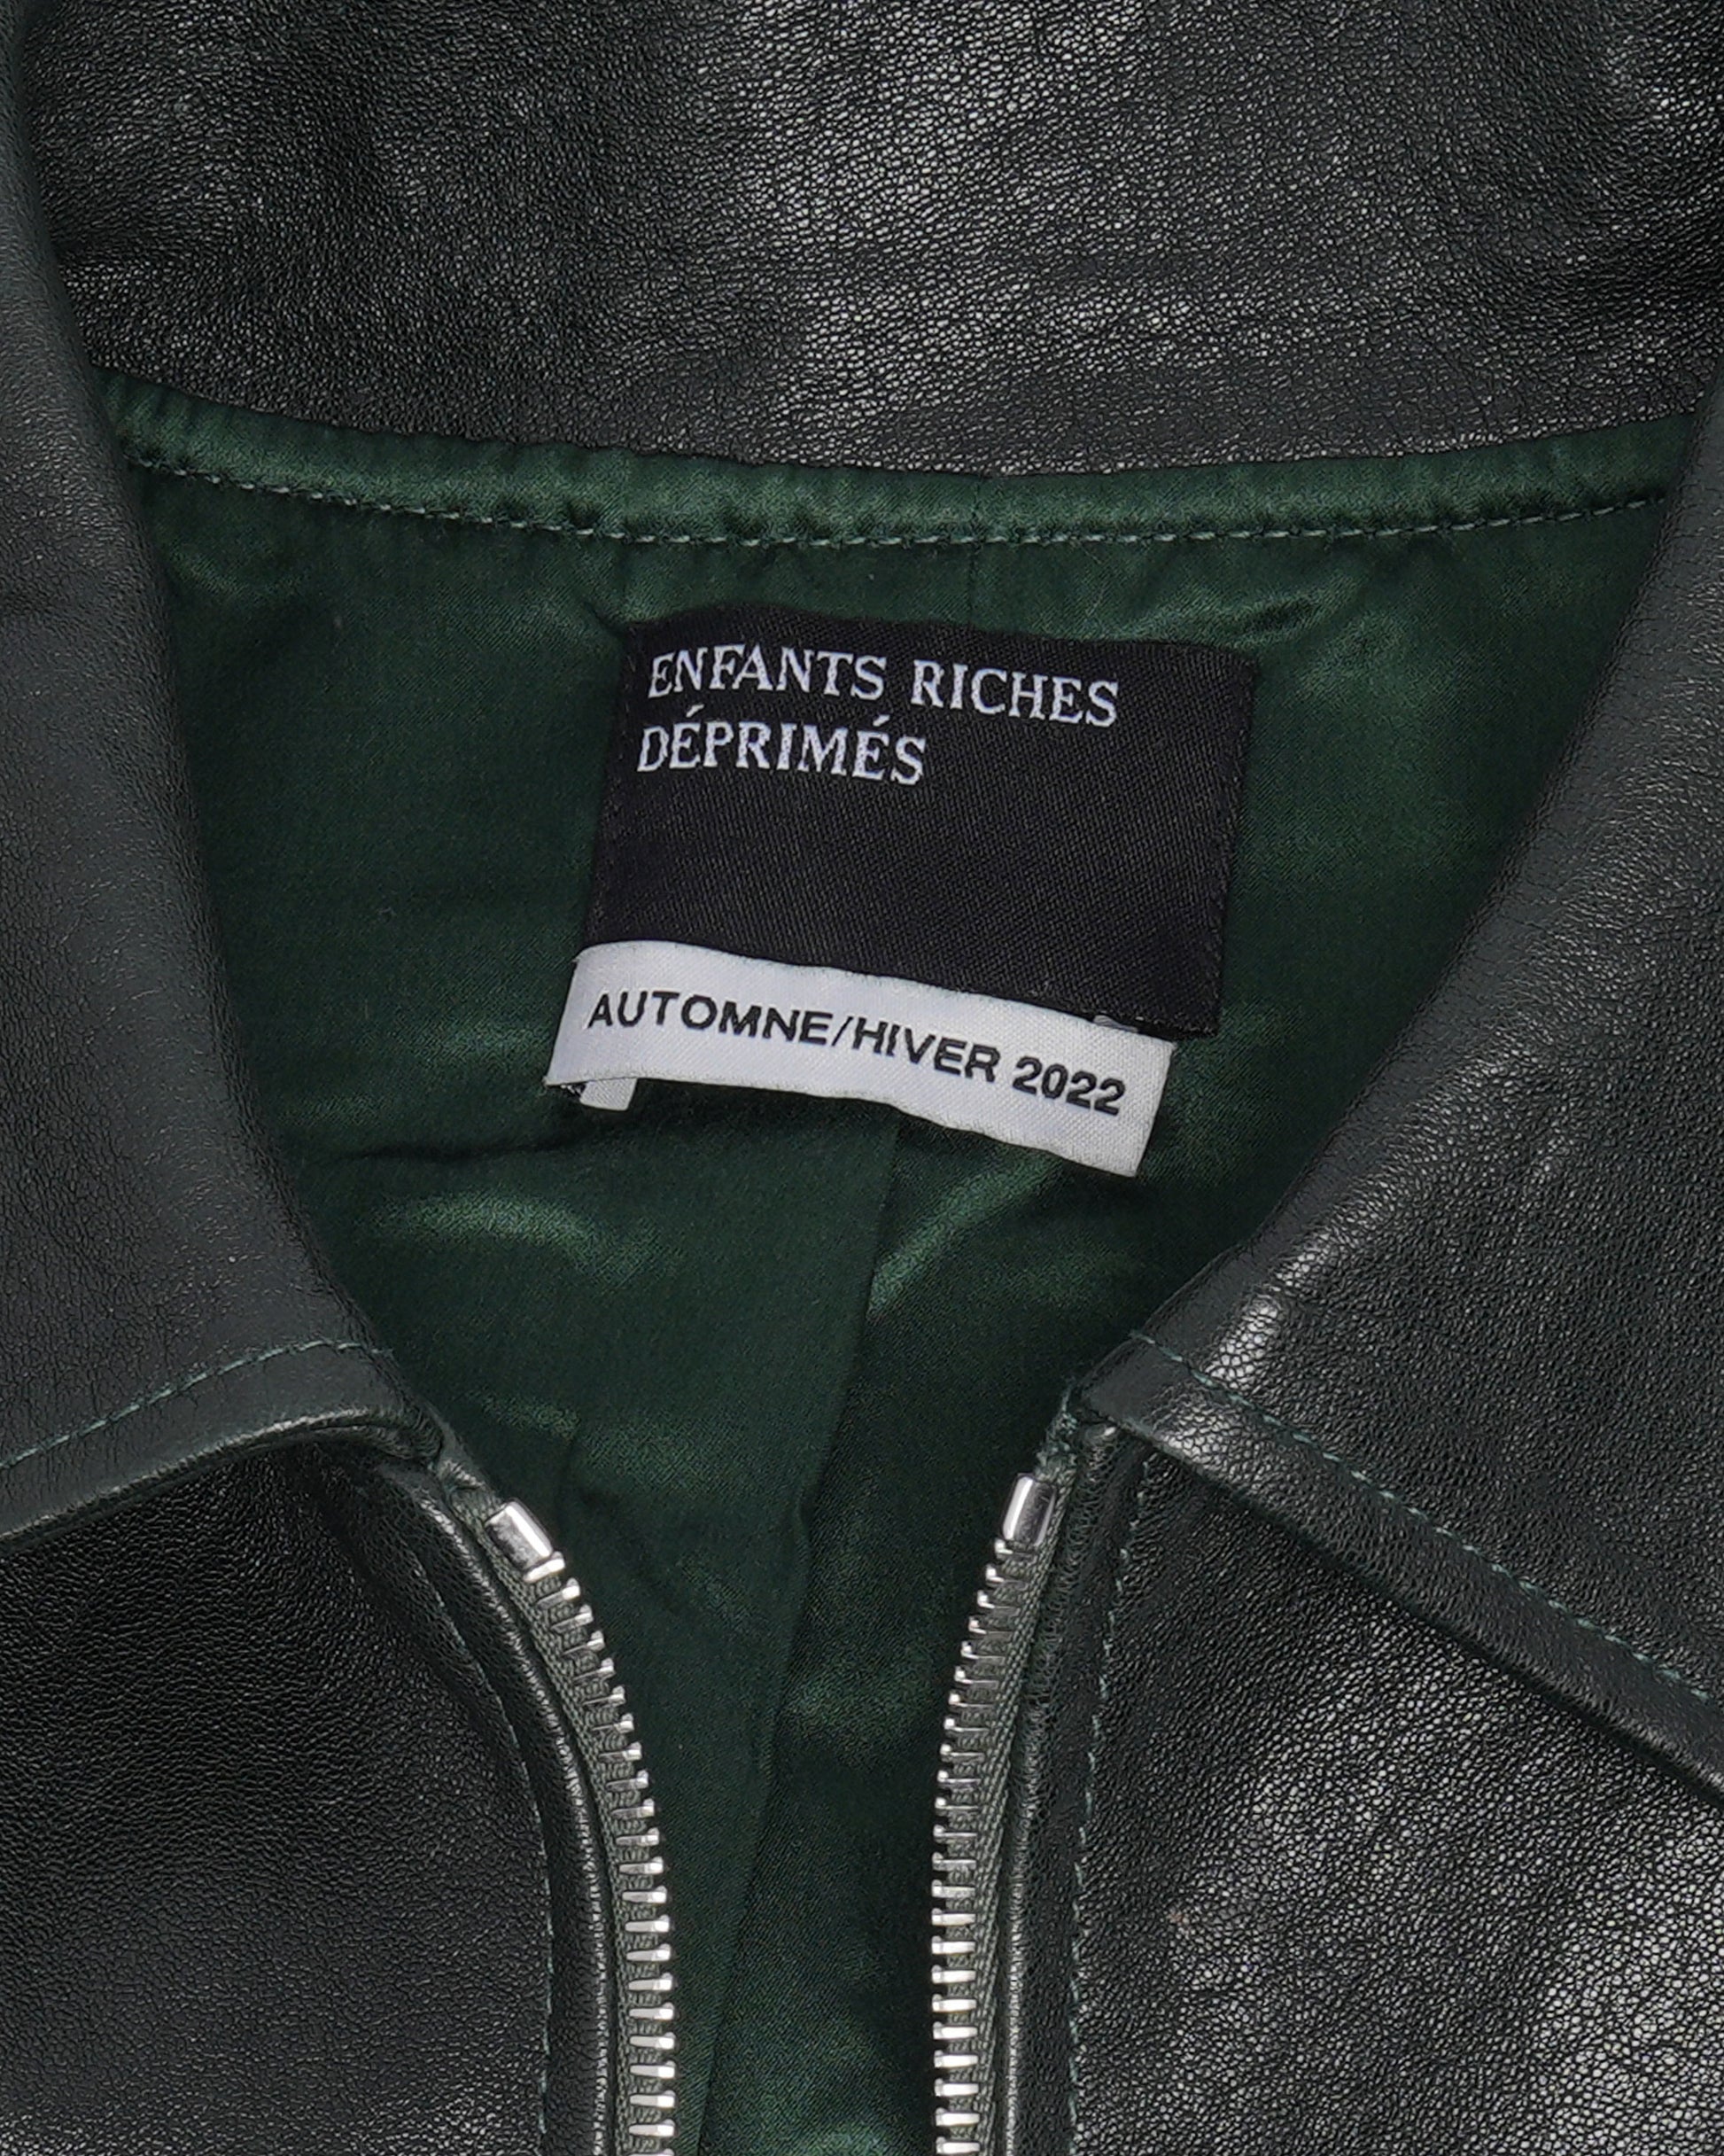 ENFANTS RICHES
DÉPRIMÉS
AUTOMNE/HIVER 2022